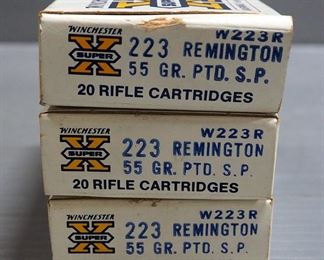 WINCHESTER W223R
SUPER X 223 REMINGTON
55 GR. PTD. S.P.
20 RIFLE CARTRIDGES
WINCHESTER W223R
SUPER X 223 REMINGTON
55 GR. PTD. S.P.
20 RIFLE CARTRIDGES
WINCHESTER W223R
SUPER X 223 REMINGTON
55 GR. PTD. S.P.